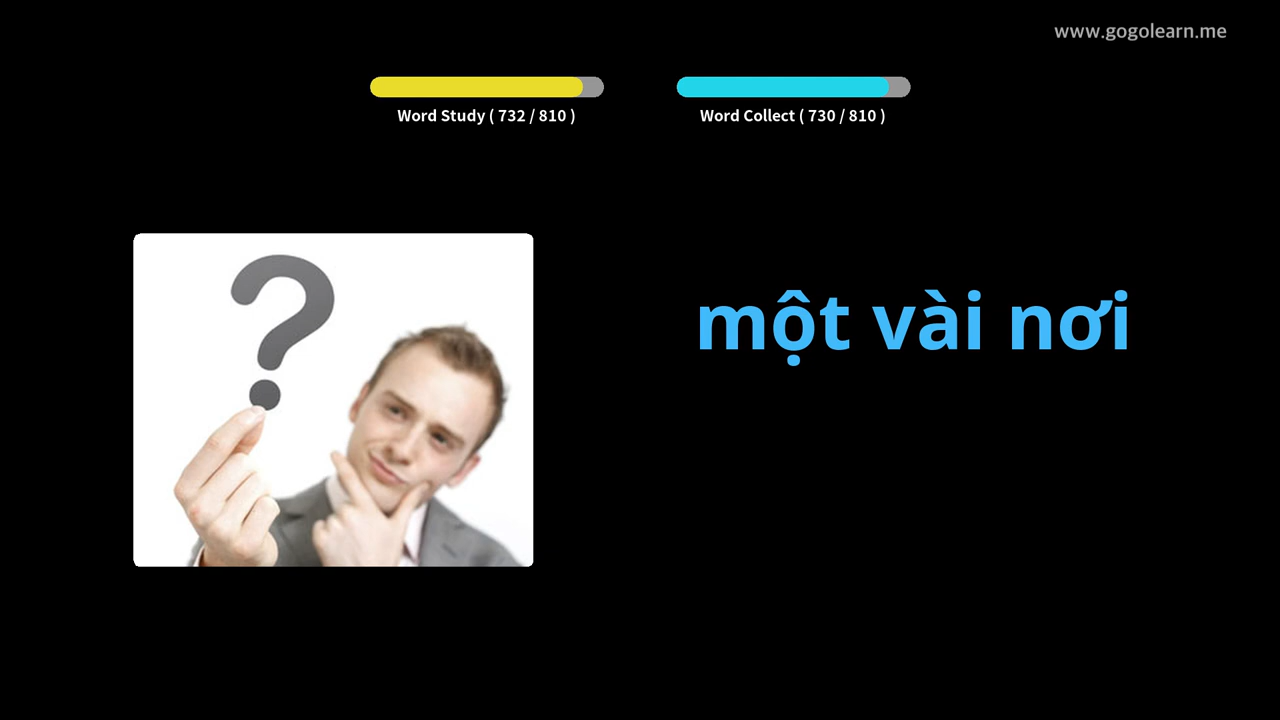 www.gogolearn.me
Word Study ( 732 / 810 )
Word Collect ( 730 / 810 )
?
một vài nơi